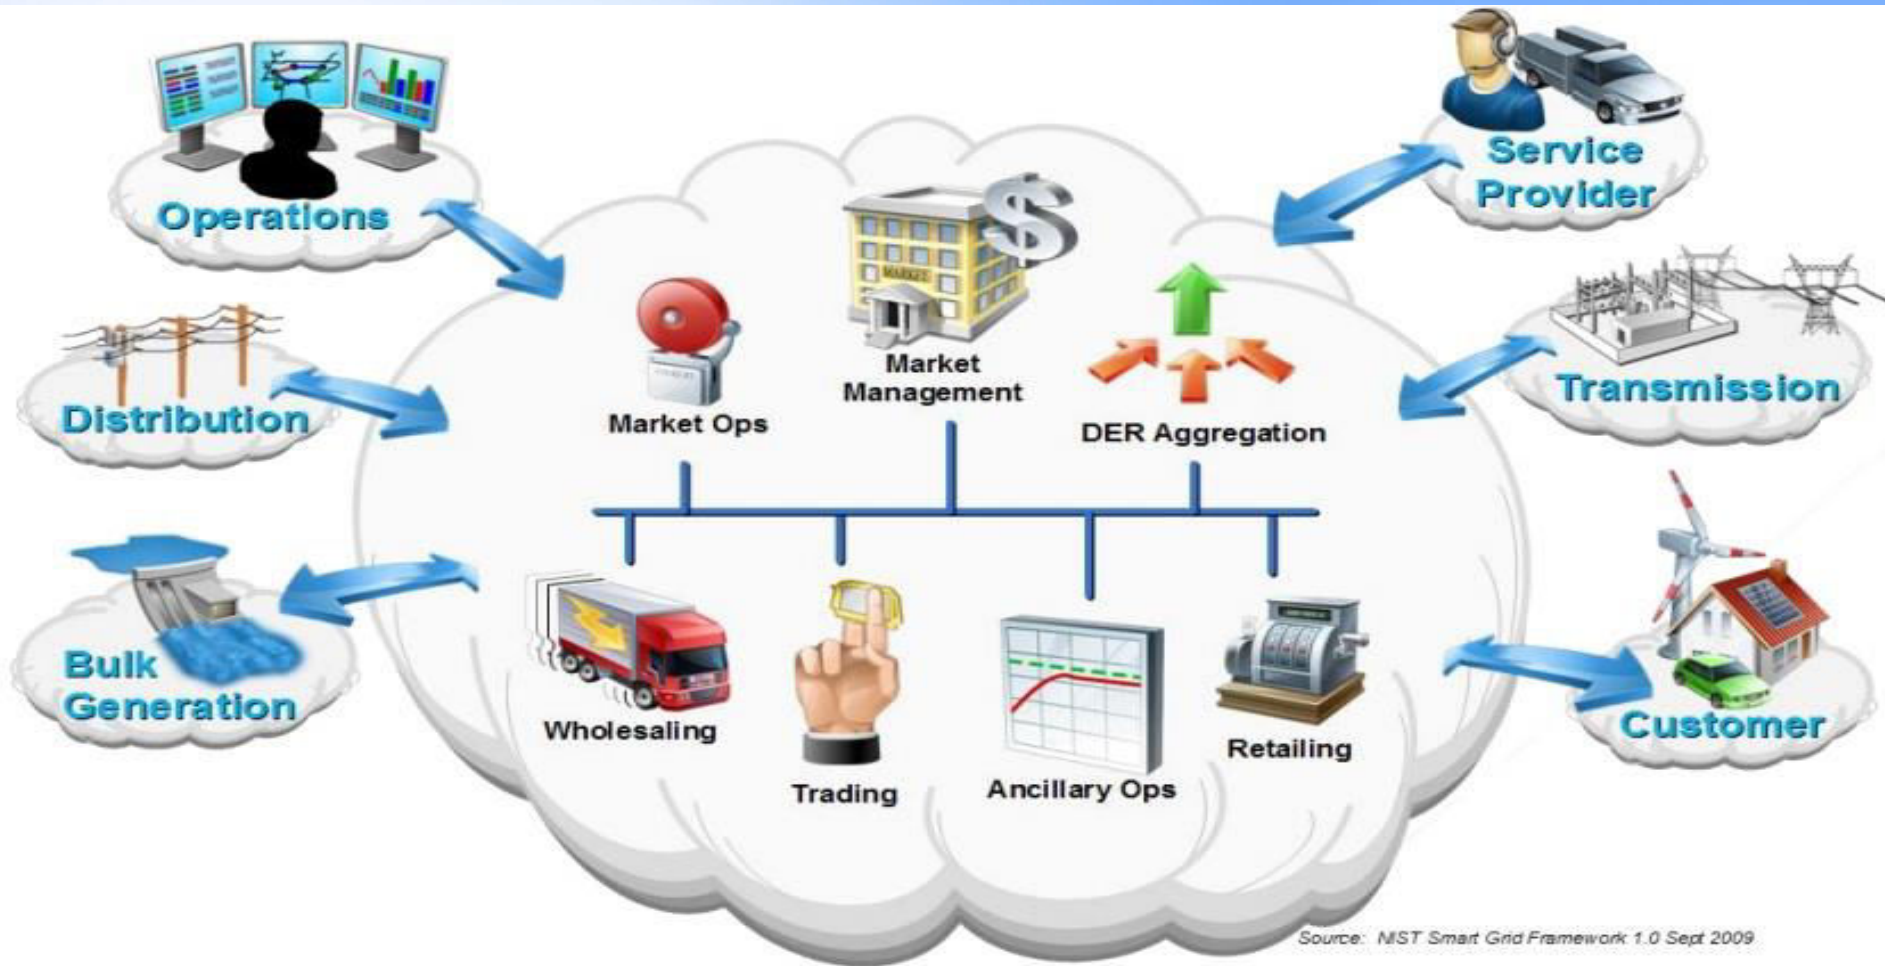 Operations
Service
Provider
Distribution
Market Ops
MARKET
Market
Management
DER Aggregation
Transmission
Bulk
Generation
Wholesaling
Trading
Ancillary Ops
Retailing
Customer
Source: NIST Smart Grid Framework 1.0 Sept 2009